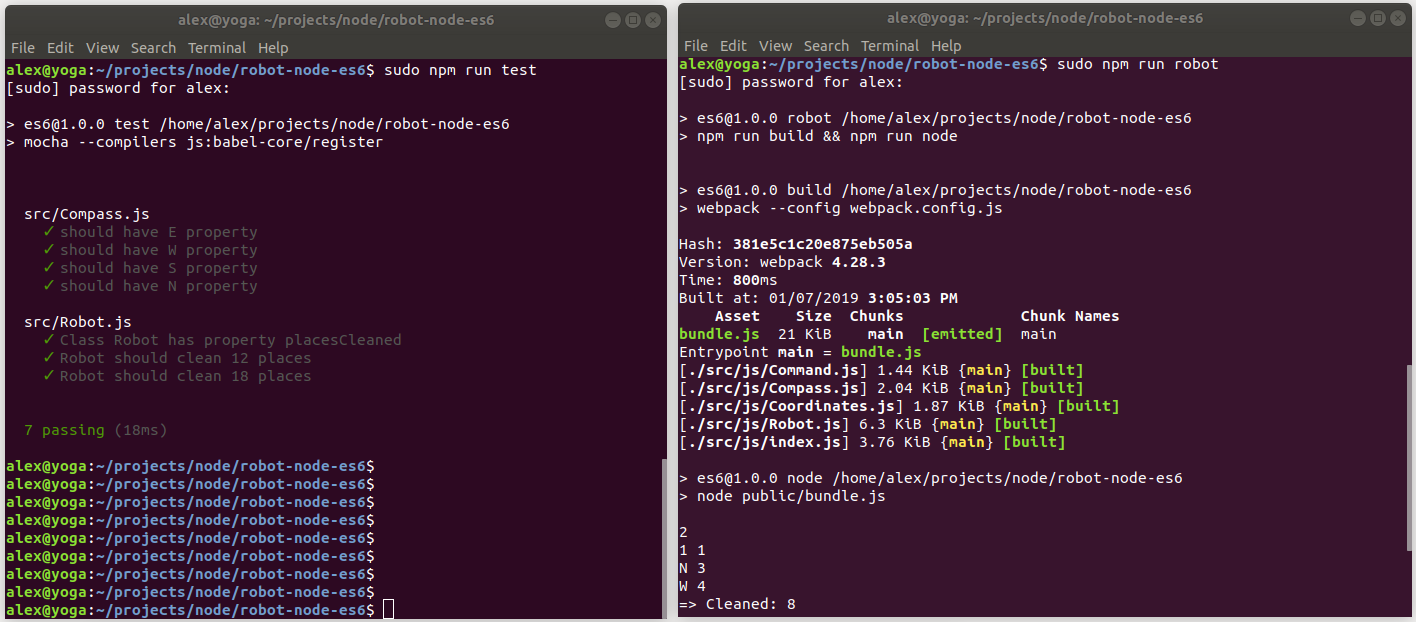 alex@yoga: ~/projects/node/robot-node-es6
File Edit View Search Terminal Help
alex@yoga:~/projects/node/robot-node-es6$ sudo npm run test
[sudo] password for alex:
> es6@1.0.0 test /home/alex/projects/node/robot-node-es6
> mocha --compilers js:babel-core/register
src/Compass.js
✓ should have E property
✓ should have W property
✓ should have S property
✓ should have N property
src/Robot.js
✓ Class Robot has property placesCleaned
✓ Robot should clean 12 places
✓ Robot should clean 18 places
7 passing (18ms)
alex@yoga:~/projects/node/robot-node-es6$
alex@yoga:~/projects/node/robot-node-es6$
alex@yoga:~/projects/node/robot-node-es6$
alex@yoga:~/projects/node/robot-node-es6$
alex@yoga:~/projects/node/robot-node-es6$
alex@yoga:~/projects/node/robot-node-es6$
alex@yoga:~/projects/node/robot-node-es6$
alex@yoga:~/projects/node/robot-node-es6$
alex@yoga:~/projects/node/robot-node-es6$
alex@yoga: ~/projects/node/robot-node-es6
File Edit View Search Terminal Help
alex@yoga:~/projects/node/robot-node-es6$ sudo npm run robot
[sudo] password for alex:
> es6@1.0.0 robot /home/alex/projects/node/robot-node-es6
> npm run build && npm run node
> es6@1.0.0 build /home/alex/projects/node/robot-node-es6
> webpack --config webpack.config.js
Hash: 381e5c1c20e875eb505a
Version: webpack 4.28.3
Time: 800ms
Built at: 01/07/2019 3:05:03 PM
Asset Size Chunks Chunk Names
bundle.js 21 KiB main [emitted] main
Entrypoint main = bundle.js
[./src/js/Command.js] 1.44 KiB {main} [built]
[./src/js/Compass.js] 2.04 KiB {main} [built]
[./src/js/Coordinates.js] 1.87 KiB {main} [built]
[./src/js/Robot.js] 6.3 KiB {main} [built]
[./src/js/index.js] 3.76 KiB {main} [built]
> es6@1.0.0 node /home/alex/projects/node/robot-node-es6
> node public/bundle.js
2
1 1
N 3
W 4
=> Cleaned: 8